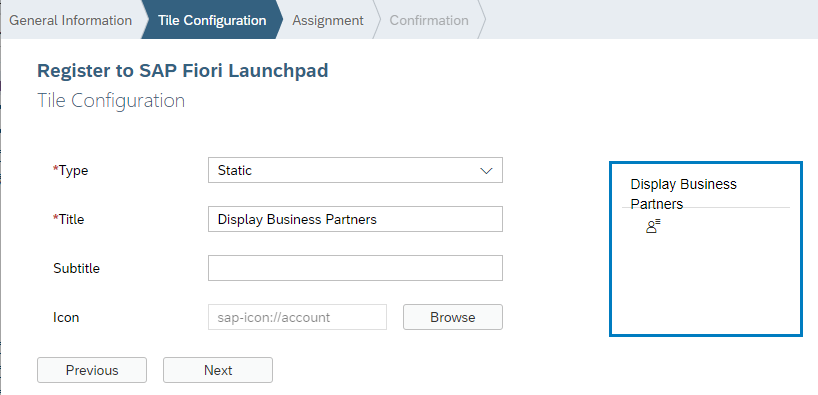 General Information Tile Configuration Assignment Confirmation
Register to SAP Fiori Launchpad
Tile Configuration
*Type Static
*Title Display Business Partners
Subtitle
Icon sap-icon://account Browse
Previous Next
Display Business
Partners